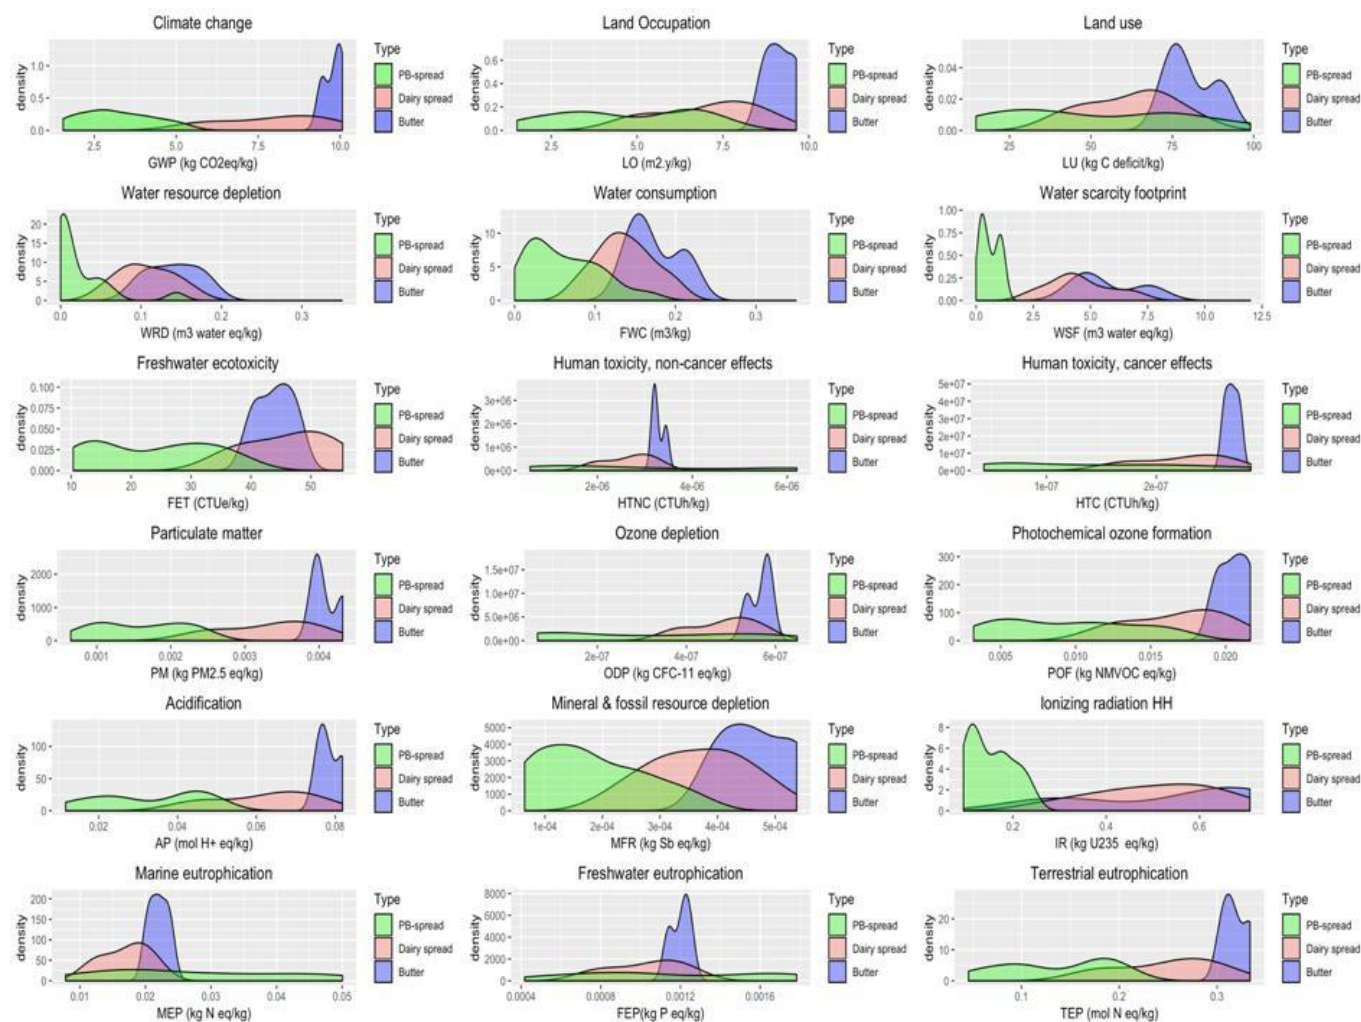 Climate change
density
1.0
0.5
0.0
2.5 5.0 7.5 10.0
GWP (kg CO2eq/kg)
Type
PB-spread
Dairy spread
Butter
Land Occupation
density
0.6
0.4
0.2
0.0
2.5 5.0 7.5
LO (m2.y/kg)
Type
PB-spread
Dairy spread
Butter
Land use
density
0.04
0.02
0.00
25 50 75 100
LU (kg C deficit/kg)
Type
PB-spread
Dairy spread
Butter
Water resource depletion
density
20
15
10
5
0
0.0 0.1 0.2 0.3
WRD (m3 water eq/kg)
Type
PB-spread
Dairy spread
Butter
Water consumption
density
10
5
0
0.0 0.1 0.2 0.3
FWC (m3/kg)
Type
PB-spread
Dairy spread
Butter
Water scarcity footprint
density
1.00
0.75
0.50
0.25
0.00
0.0 2.5 5.0 7.5 10.0 12.5
WSF (m3 water eq/kg)
Type
PB-spread
Dairy spread
Butter
Freshwater ecotoxicity
density
0.100
0.075
0.050
0.025
0.000
10 20 30 40 50
FET (CTUe/kg)
Type
PB-spread
Dairy spread
Butter
Human toxicity, non-cancer effects
density
3e+06
2e+06
1e+06
0e+00
2e-06 4e-06 6e-06
HTNC (CTUh/kg)
Type
PB-spread
Dairy spread
Butter
Human toxicity, cancer effects
density
5e+07
4e+07
3e+07
2e+07
1e+07
0e+00
1e-07 2e-07
HTC (CTUh/kg)
Type
PB-spread
Dairy spread
Butter
Particulate matter
density
2000
1000
0
0.001 0.002 0.003 0.004
PM (kg PM2.5 eq/kg)
Type
PB-spread
Dairy spread
Butter
Ozone depletion
density
1.5e+07
1.0e+07
5.0e+06
0.0e+00
2e-07 4e-07 6e-07
ODP (kg CFC-11 eq/kg)
Type
PB-spread
Dairy spread
Butter
Photochemical ozone formation
density
300
200
100
0
0.005 0.010 0.015 0.020
POF (kg NMVOC eq/kg)
Type
PB-spread
Dairy spread
Butter
Acidification
density
100
50
0
0.02 0.04 0.06 0.08
AP (mol H+ eq/kg)
Type
PB-spread
Dairy spread
Butter
Mineral & fossil resource depletion
density
5000
4000
3000
2000
1000
0
1e-04 2e-04 3e-04 4e-04 5e-04
MFR (kg Sb eq/kg)
Type
PB-spread
Dairy spread
Butter
Ionizing radiation HH
density
8
6
4
2
0
0.2 0.4 0.6
IR (kg U235 eq/kg)
Type
PB-spread
Dairy spread
Butter
Marine eutrophication
density
200
150
100
50
0
0.01 0.02 0.03 0.04 0.05
MEP (kg N eq/kg)
Type
PB-spread
Dairy spread
Butter
Freshwater eutrophication
density
8000
6000
4000
2000
0
0.0004 0.0008 0.0012 0.0016
FEP(kg P eq/kg)
Type
PB-spread
Dairy spread
Butter
Terrestrial eutrophication
density
20
10
0
0.1 0.2 0.3
TEP (mol N eq/kg)
Type
PB-spread
Dairy spread
Butter